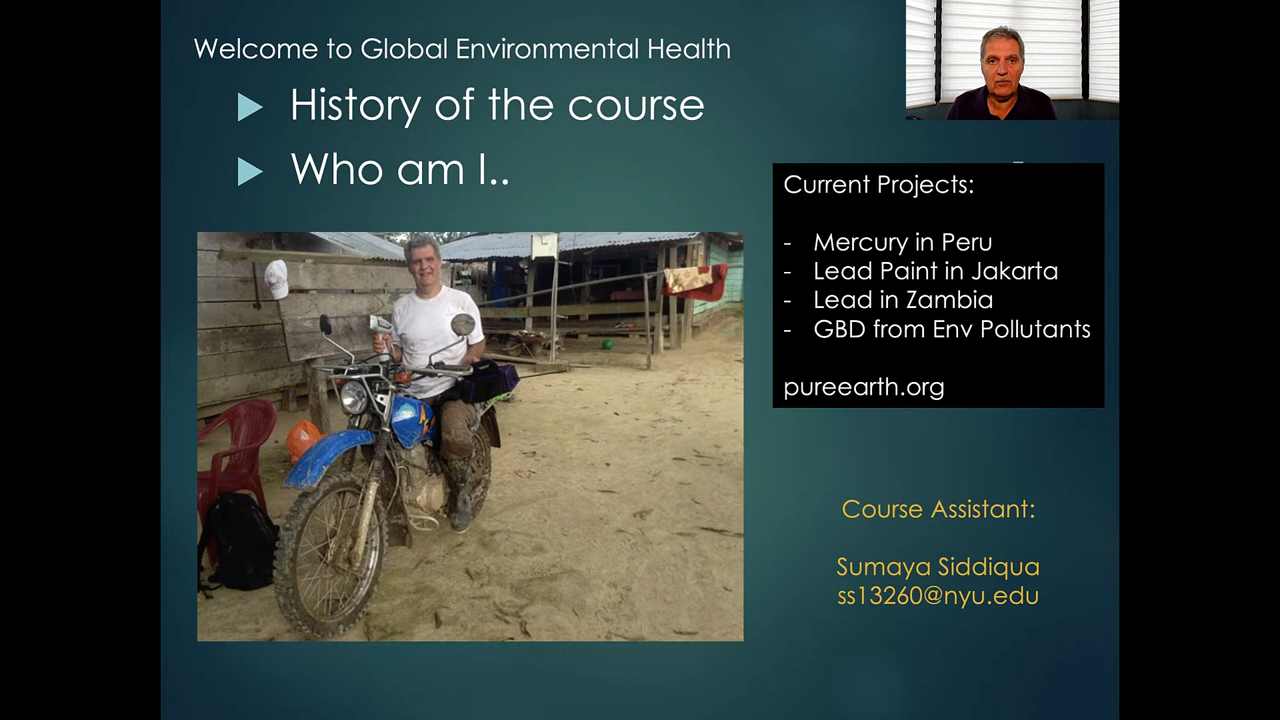 Welcome to Global Environmental Health
History of the course
Who am I..
Current Projects:
- Mercury in Peru
- Lead Paint in Jakarta
- Lead in Zambia
- GBD from Env Pollutants
pureearth.org
Course Assistant:
Sumaya Siddiqua
ss13260@nyu.edu